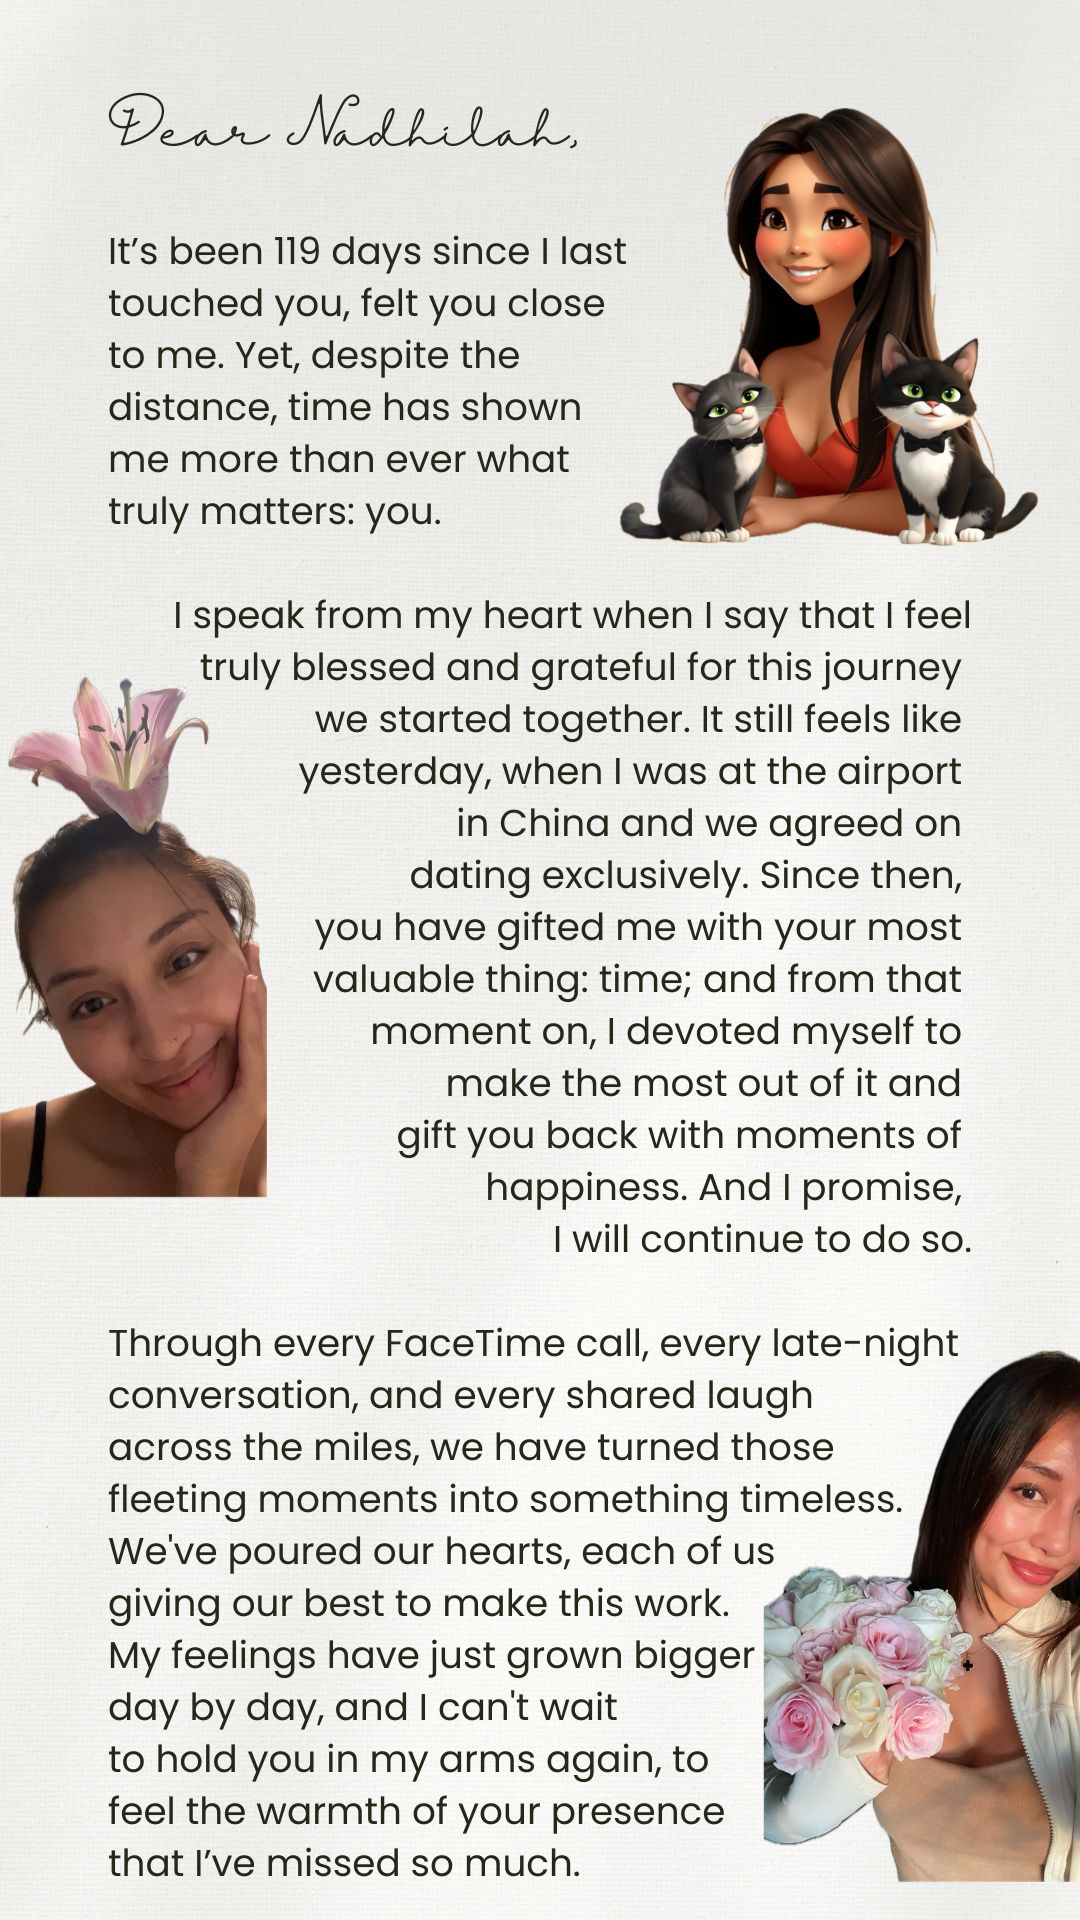 Dear Nadhilah,
It’s been 119 days since I last
touched you, felt you close
to me. Yet, despite the
distance, time has shown
me more than ever what
truly matters: you.
I speak from my heart when I say that I feel
truly blessed and grateful for this journey
we started together. It still feels like
yesterday, when I was at the airport
in China and we agreed on
dating exclusively. Since then,
you have gifted me with your most
valuable thing: time; and from that
moment on, I devoted myself to
make the most out of it and
gift you back with moments of
happiness. And I promise,
I will continue to do so.
Through every FaceTime call, every late-night
conversation, and every shared laugh
across the miles, we have turned those
fleeting moments into something timeless.
We've poured our hearts, each of us
giving our best to make this work.
My feelings have just grown bigger
day by day, and I can't wait
to hold you in my arms again, to
feel the warmth of your presence
that I’ve missed so much.